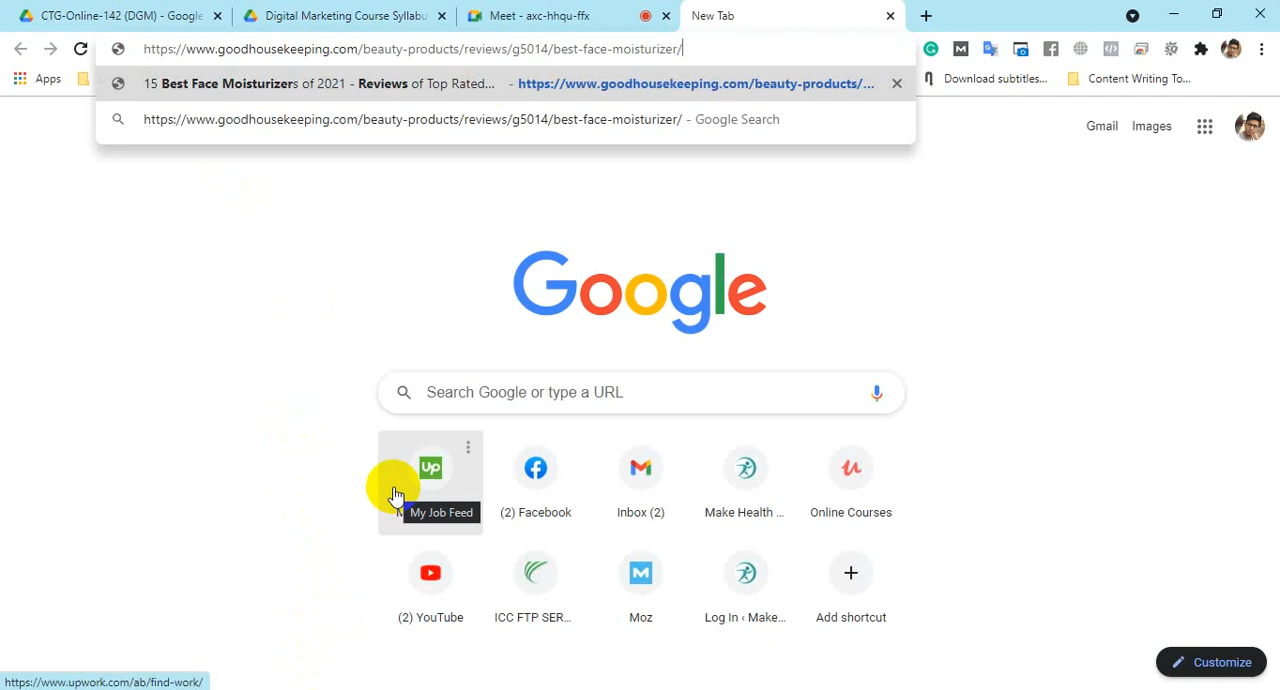 CTG-Online-142 (DGM) - Google
Digital Marketing Course Syllabu
Meet - axc-hhqu-ffx
New Tab
https://www.goodhousekeeping.com/beauty-products/reviews/g5014/best-face-moisturizer/
Apps
15 Best Face Moisturizers of 2021 - Reviews of Top Rated... - https://www.goodhousekeeping.com/beauty-products/...
Download subtitles...
Content Writing To...
https://www.goodhousekeeping.com/beauty-products/reviews/g5014/best-face-moisturizer/ - Google Search
Gmail
Images
Google
Search Google or type a URL
My Job Feed
(2) Facebook
Inbox (2)
Make Health ...
Online Courses
(2) YouTube
ICC FTP SER...
Moz
Log In ‹ Make...
Add shortcut
Customize
https://www.upwork.com/ab/find-work/